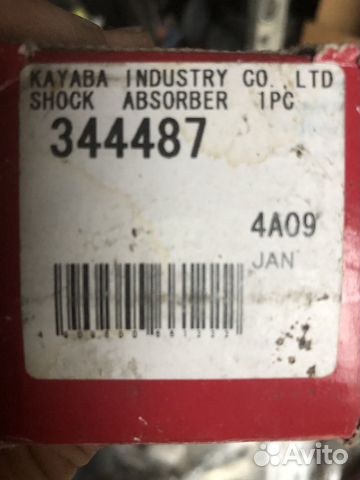 KAYABA INDUSTRY CO.,LTD
SHOCK ABSORBER 1PC
344487
4A09
JAN
Avito